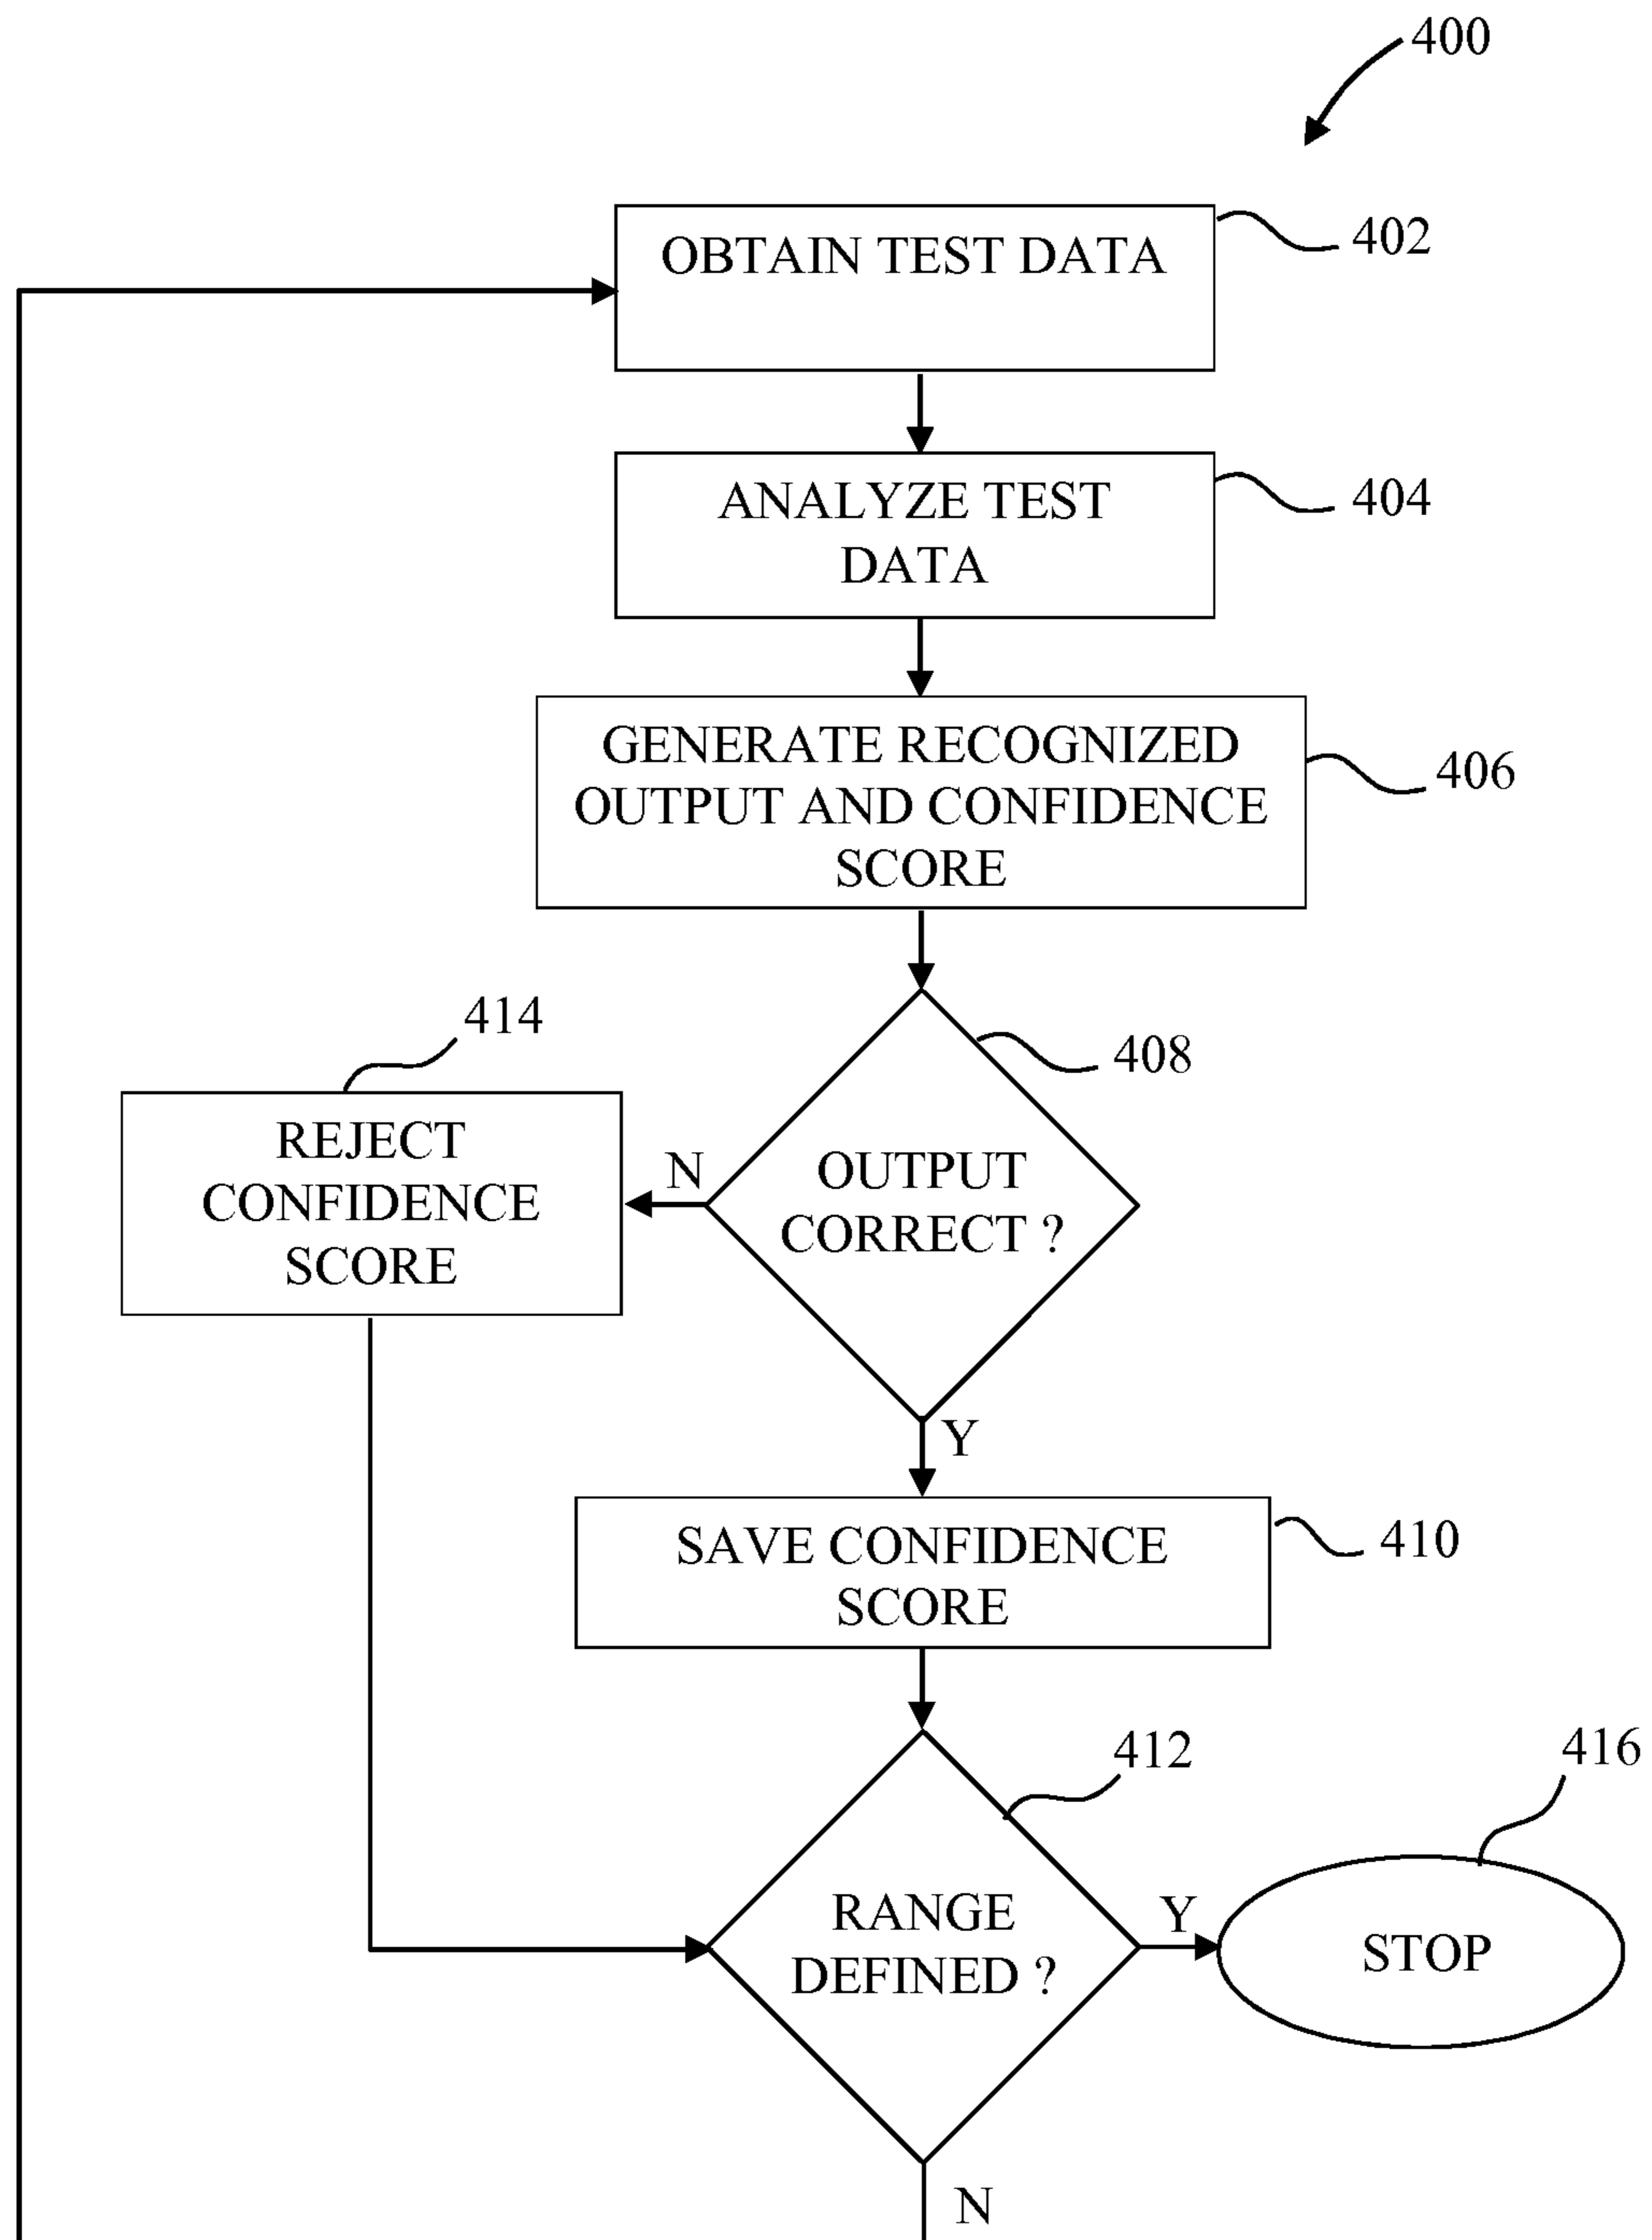 400
OBTAIN TEST DATA
402
ANALYZE TEST
DATA
404
GENERATE RECOGNIZED
OUTPUT AND CONFIDENCE
SCORE
406
414
408
REJECT
CONFIDENCE
SCORE
N
OUTPUT
CORRECT ?
Y
SAVE CONFIDENCE
SCORE
410
412
416
RANGE
DEFINED ?
Y
STOP
N